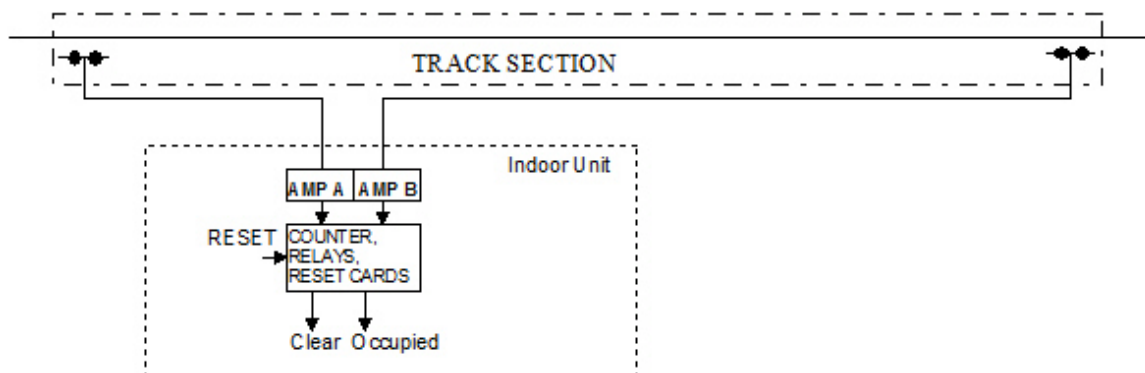 TRACK SECTION
Indoor Unit
AMP A AMP B
RESET
COUNTER,
RELAYS,
RESET CARDS
Clear Occupied